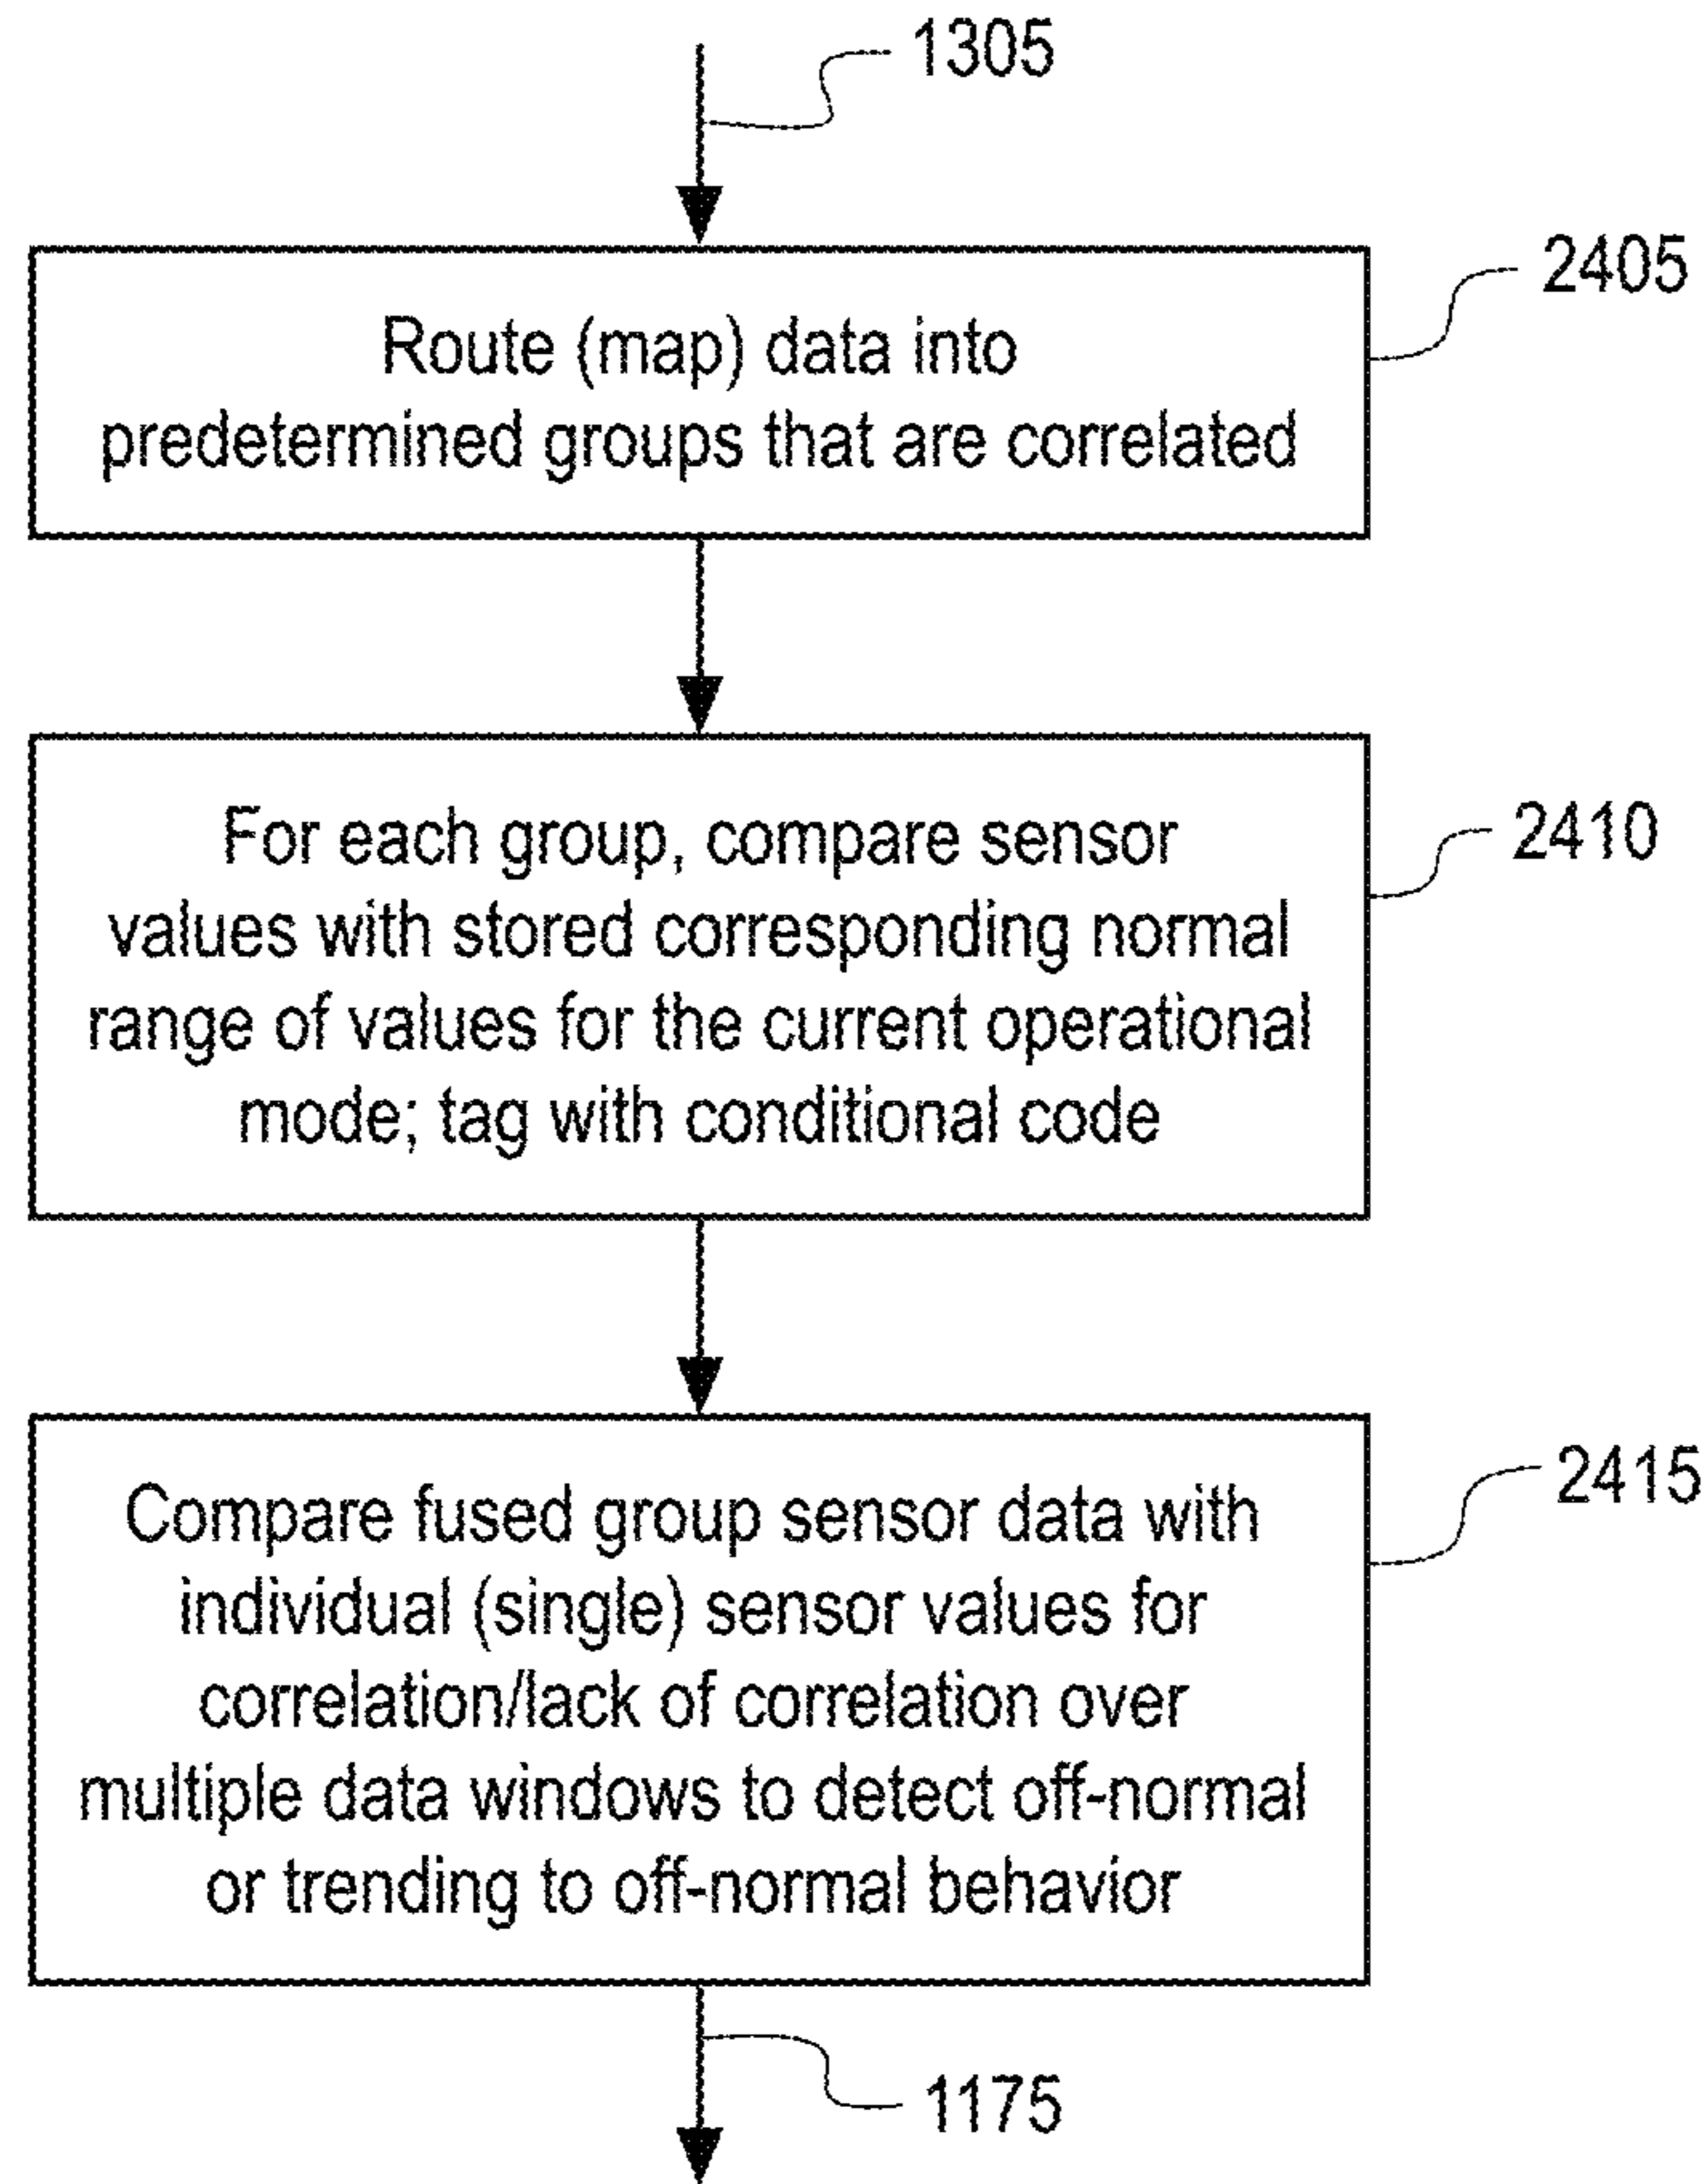 1305
2405
Route (map) data into
predetermined groups that are correlated
2410
For each group, compare sensor
values with stored corresponding normal
range of values for the current operational
mode; tag with conditional code
2415
Compare fused group sensor data with
individual (single) sensor values for
correlation/lack of correlation over
multiple data windows to detect off-normal
or trending to off-normal behavior
1175